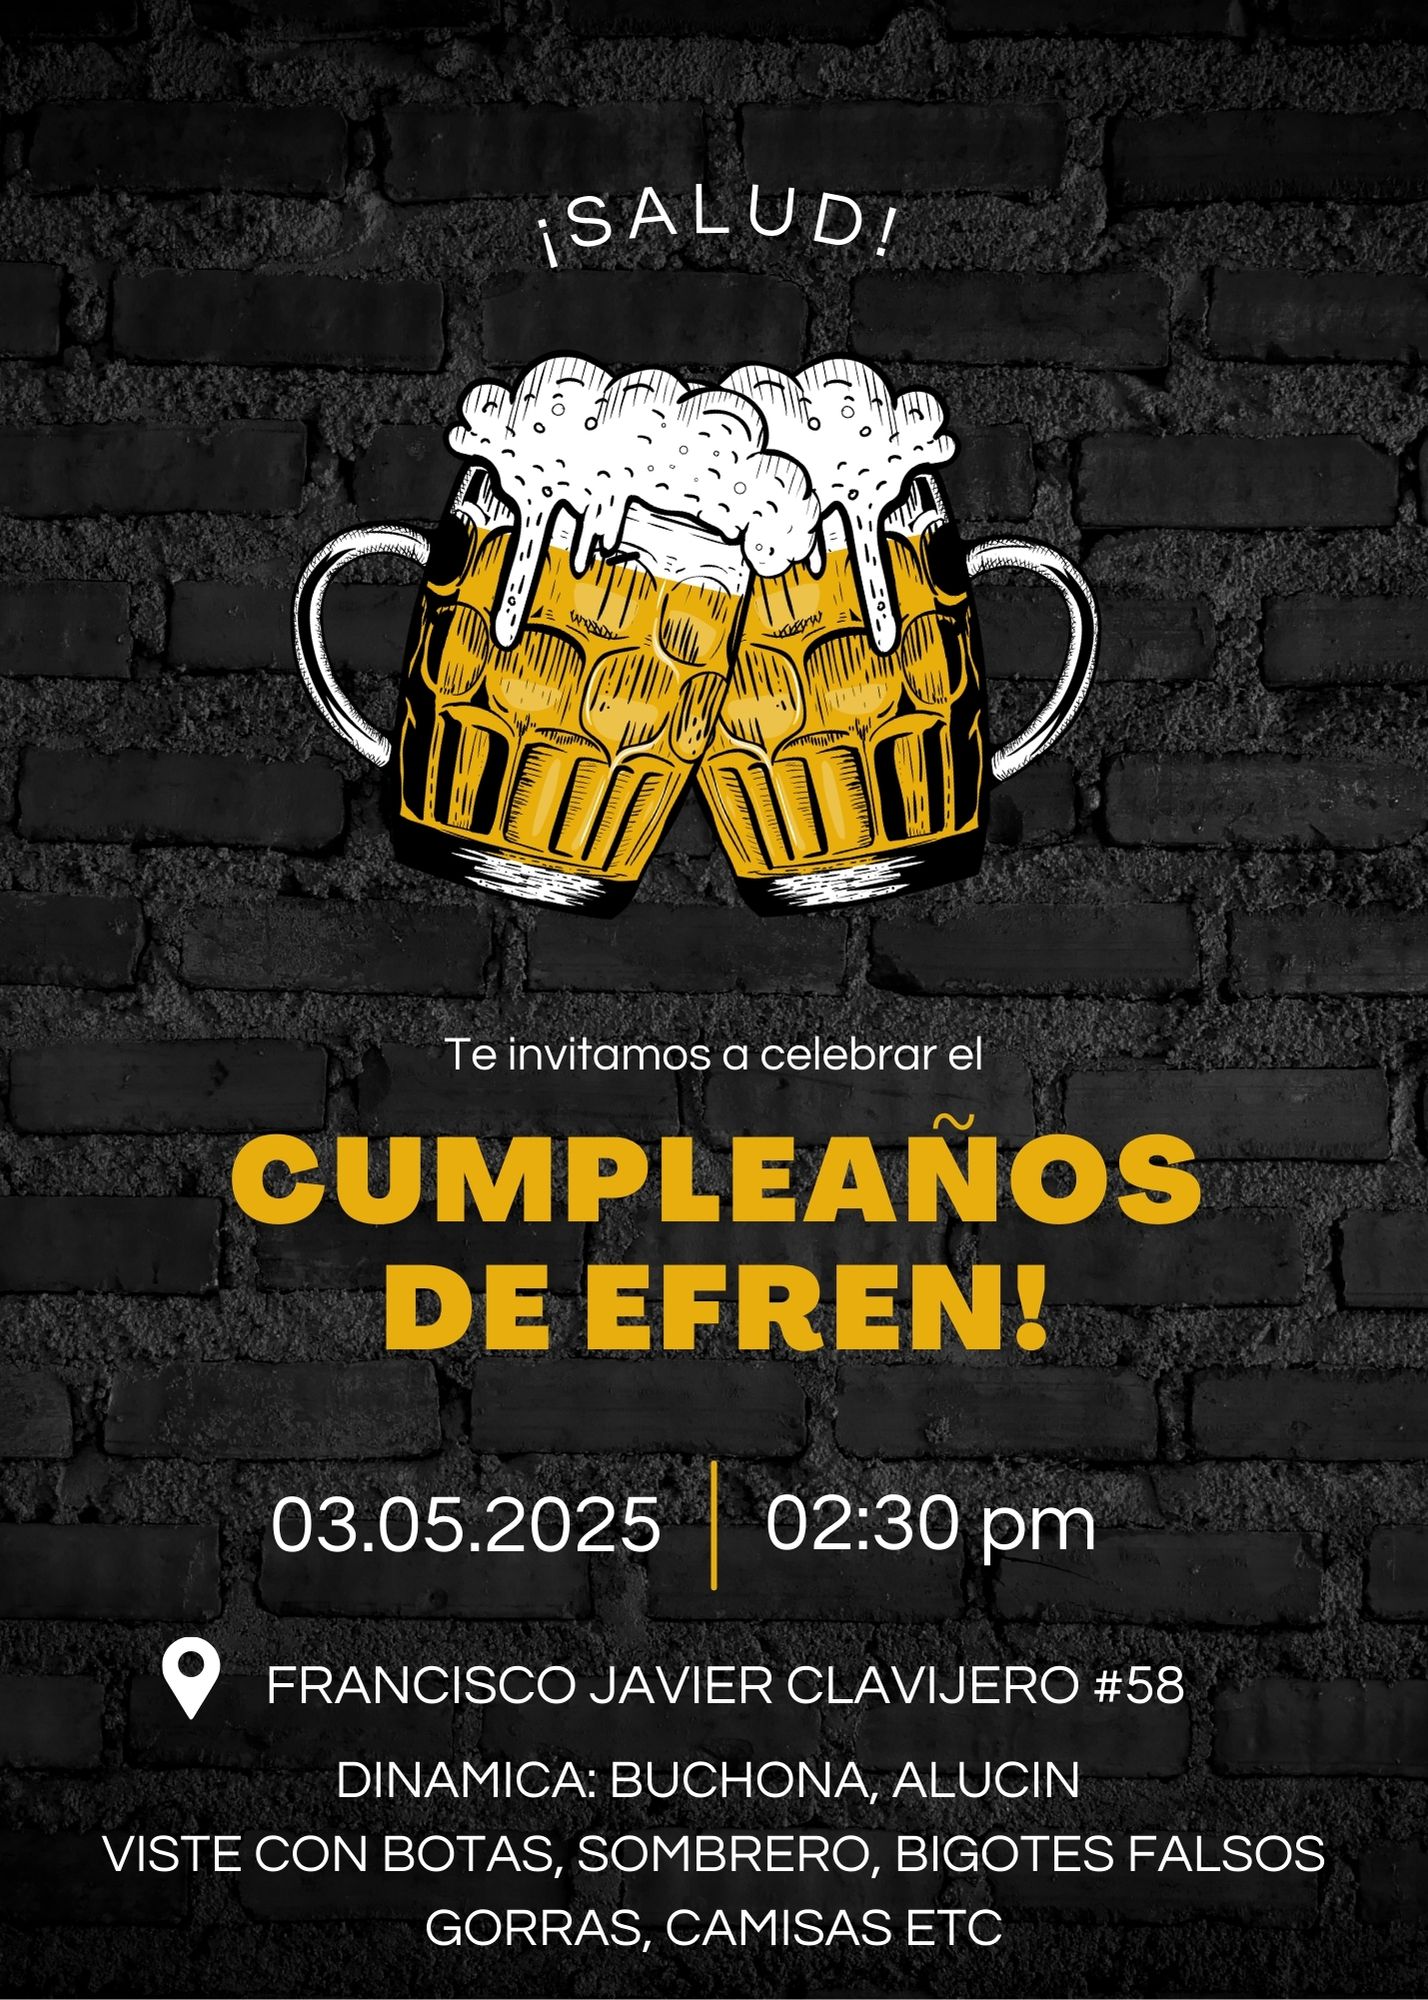 ¡SALUD!
Te invitamos a celebrar el
CUMPLEAÑOS
DE EFREN!
03.05.2025 02:30 pm
FRANCISCO JAVIER CLAVIJERO #58
DINAMICA: BUCHONA, ALUCIN
VISTE CON BOTAS, SOMBRERO, BIGOTES FALSOS
GORRAS, CAMISAS ETC